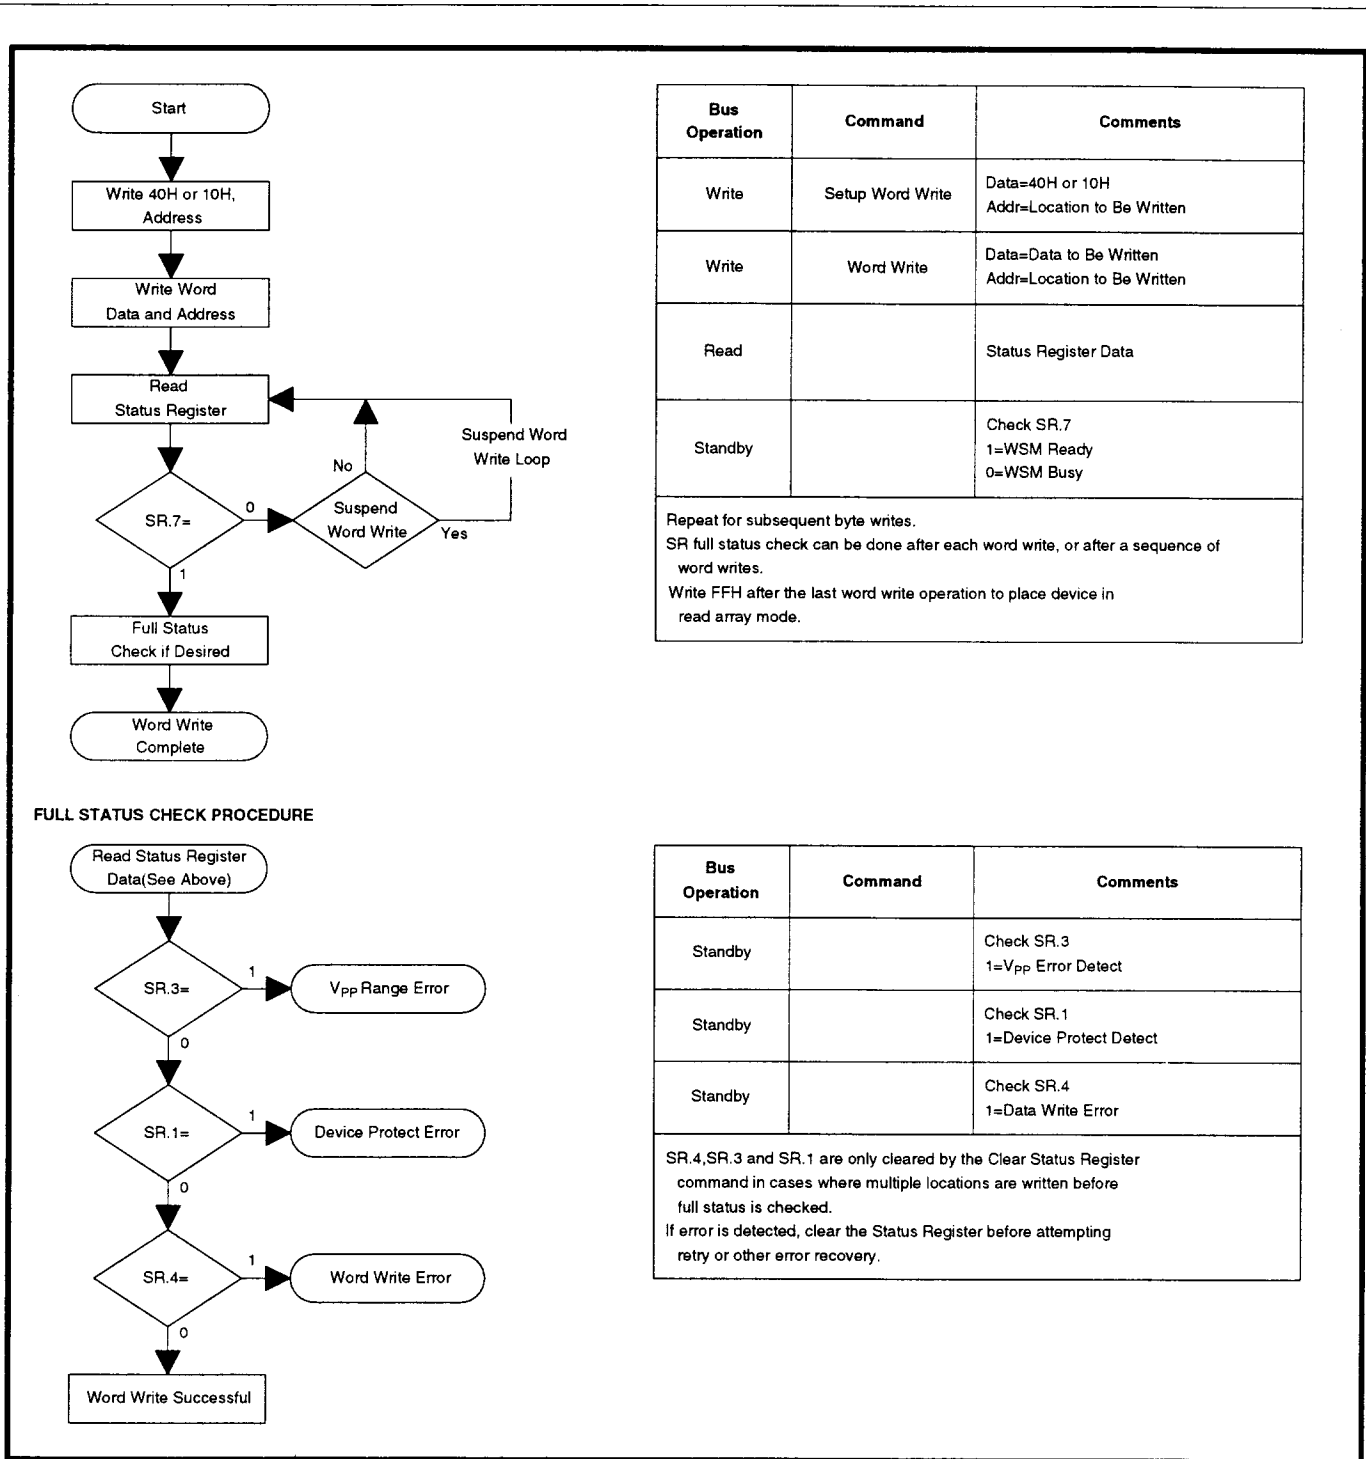 Start
Write 40H or 10H,
Address
Write Word
Data and Address
Read
Status Register
SR.7=
0
1
No
Suspend
Word Write
Yes
Suspend Word
Write Loop
Full Status
Check if Desired
Word Write
Complete
Bus
Operation
Command
Comments
Write
Setup Word Write
Data=40H or 10H
Addr=Location to Be Written
Write
Word Write
Data=Data to Be Written
Addr=Location to Be Written
Read
Status Register Data
Standby
Check SR.7
1=WSM Ready
0=WSM Busy
Repeat for subsequent byte writes.
SR full status check can be done after each word write, or after a sequence of
word writes.
Write FFH after the last word write operation to place device in
read array mode.
FULL STATUS CHECK PROCEDURE
Read Status Register
Data(See Above)
SR.3=
1
VPP Range Error
0
SR.1=
1
Device Protect Error
0
SR.4=
1
Word Write Error
0
Word Write Successful
Bus
Operation
Command
Comments
Standby
Check SR.3
1=VPP Error Detect
Standby
Check SR.1
1=Device Protect Detect
Standby
Check SR.4
1=Data Write Error
SR.4,SR.3 and SR.1 are only cleared by the Clear Status Register
command in cases where multiple locations are written before
full status is checked.
If error is detected, clear the Status Register before attempting
retry or other error recovery.